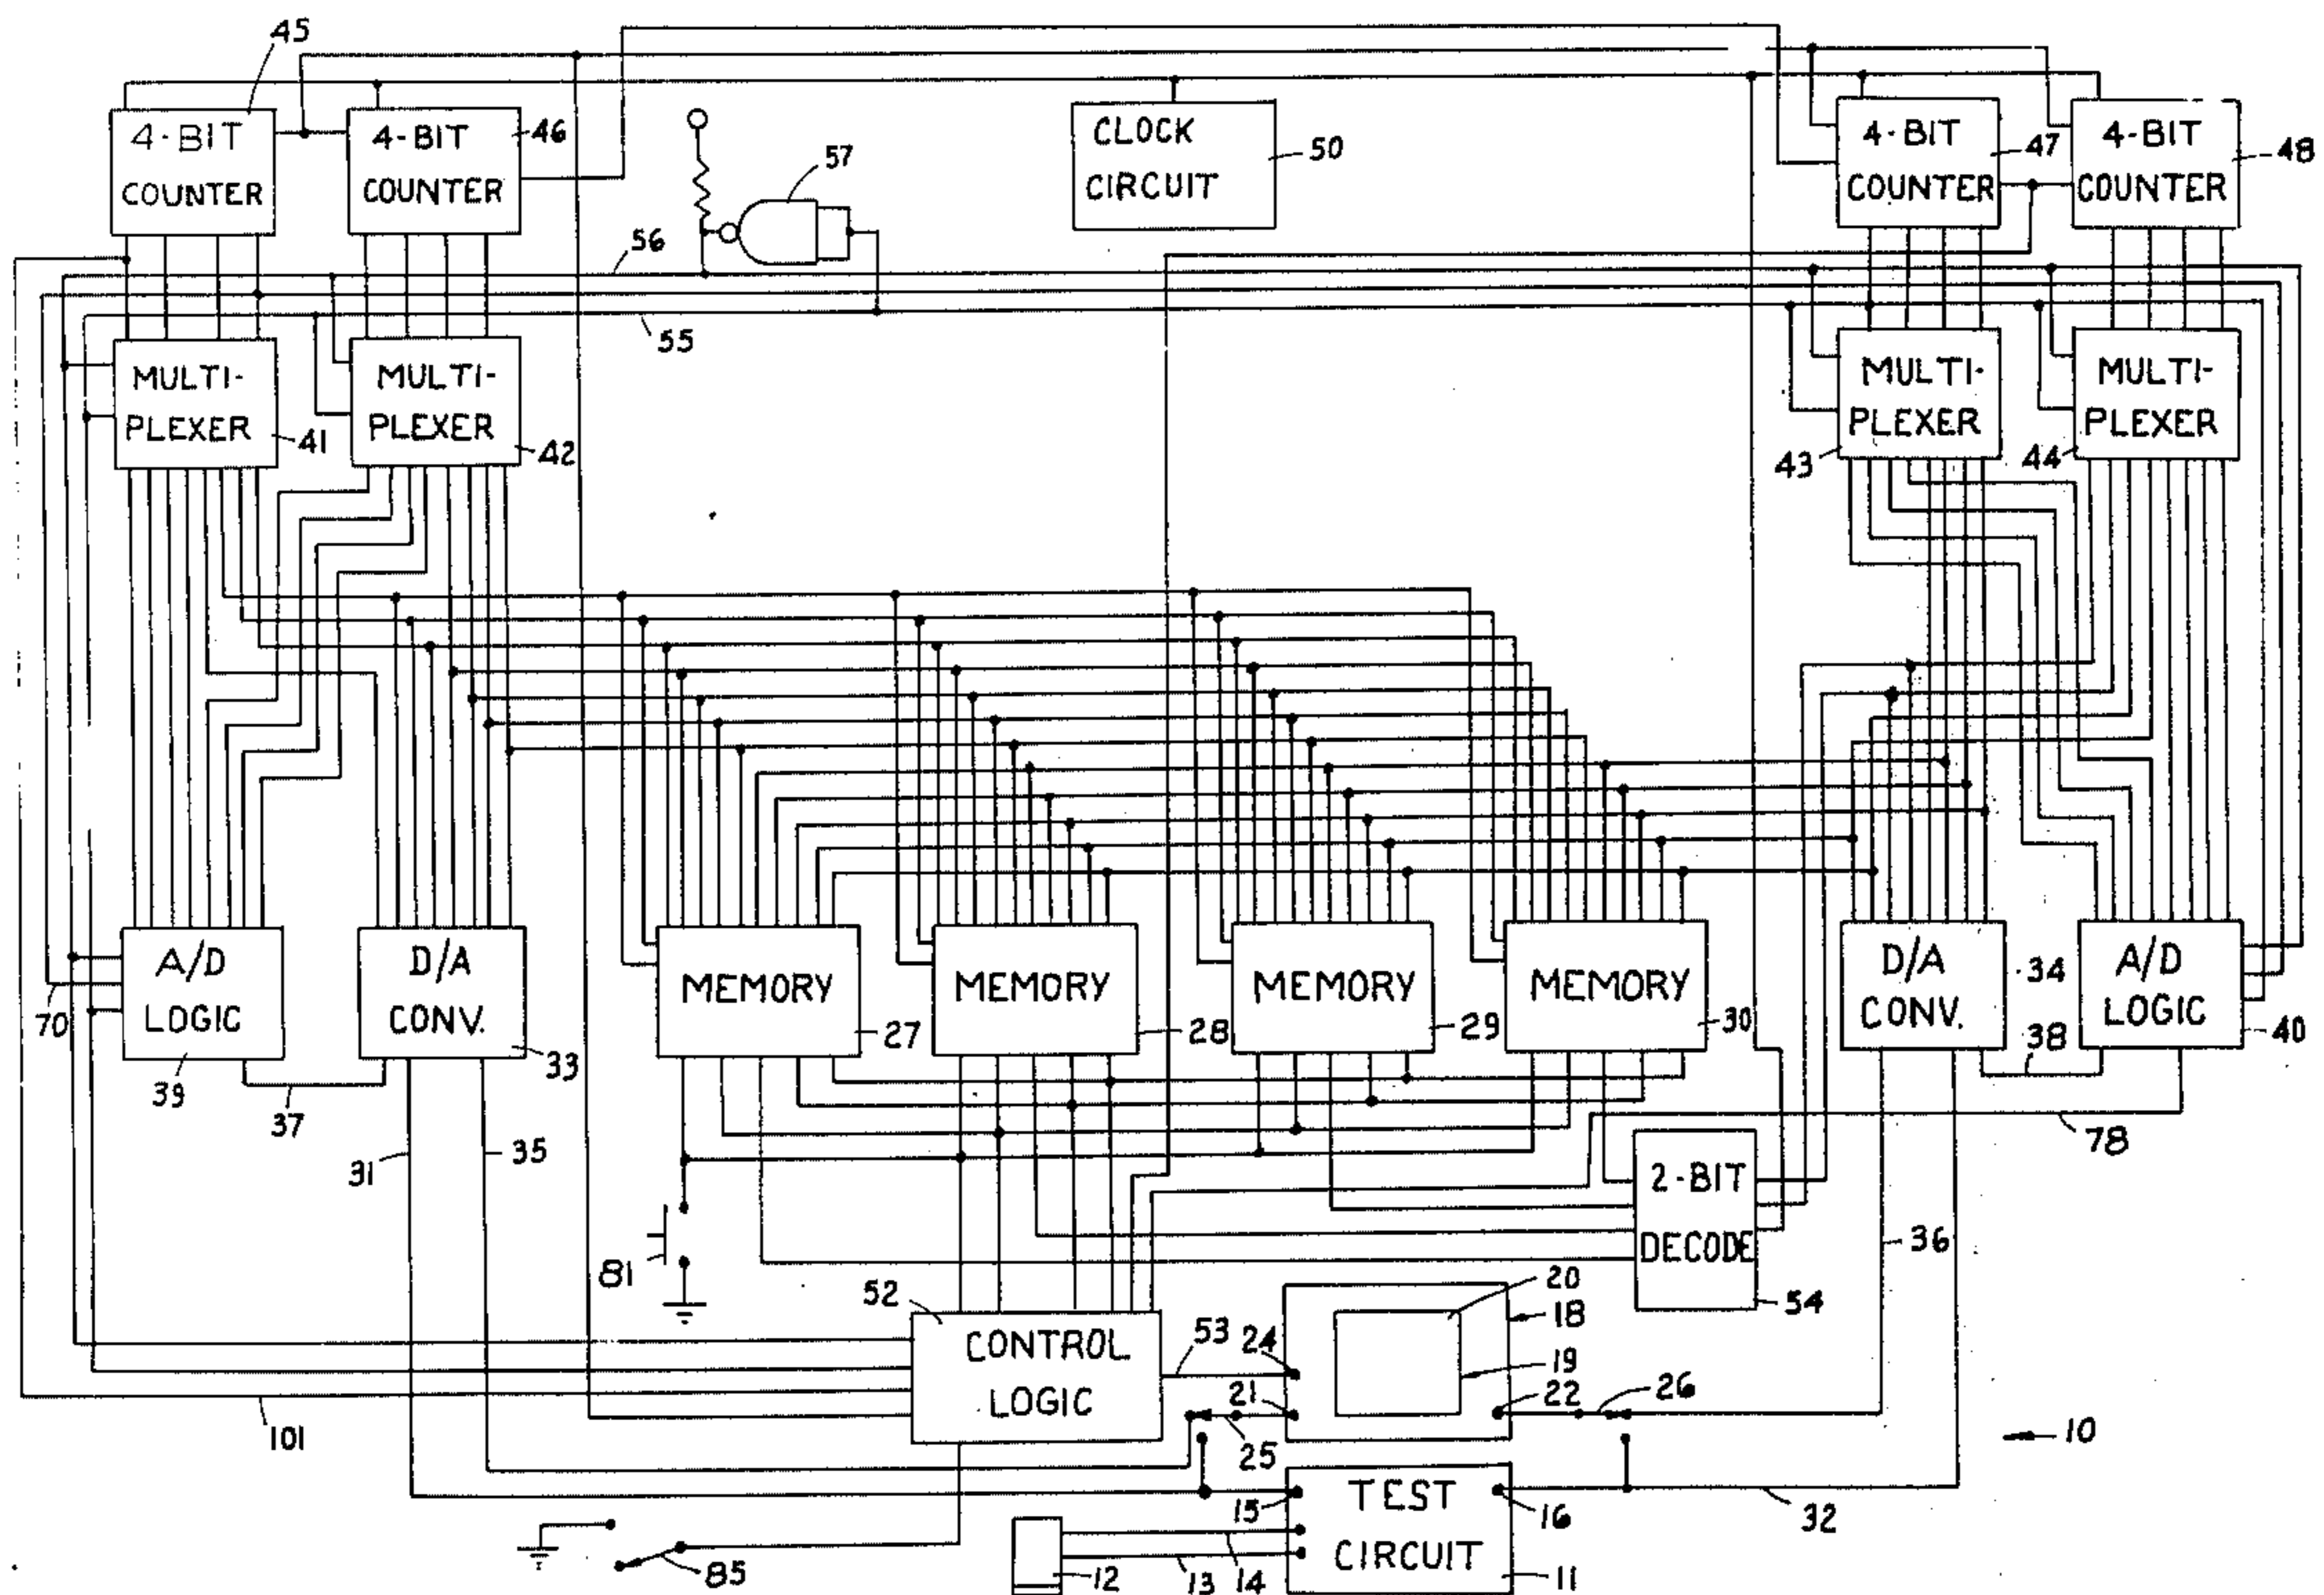 45
4-BIT
COUNTER
4-BIT
COUNTER
46
57
CLOCK
CIRCUIT
50
4-BIT
COUNTER
47
4-BIT
COUNTER
48
56
55
MULTI-
PLEXER
41
MULTI-
PLEXER
42
MULTI-
PLEXER
43
MULTI-
PLEXER
44
A/D
LOGIC
70
39
D/A
CONV.
33
37
MEMORY
27
MEMORY
28
MEMORY
29
MEMORY
30
D/A
CONV.
34
A/D
LOGIC
40
38
31
35
78
2-BIT
DECODE
54
36
81
52
CONTROL
LOGIC
53
24
20
18
19
21
22
26
25
101
10
15
TEST
CIRCUIT
16
32
85
12
13
14
11